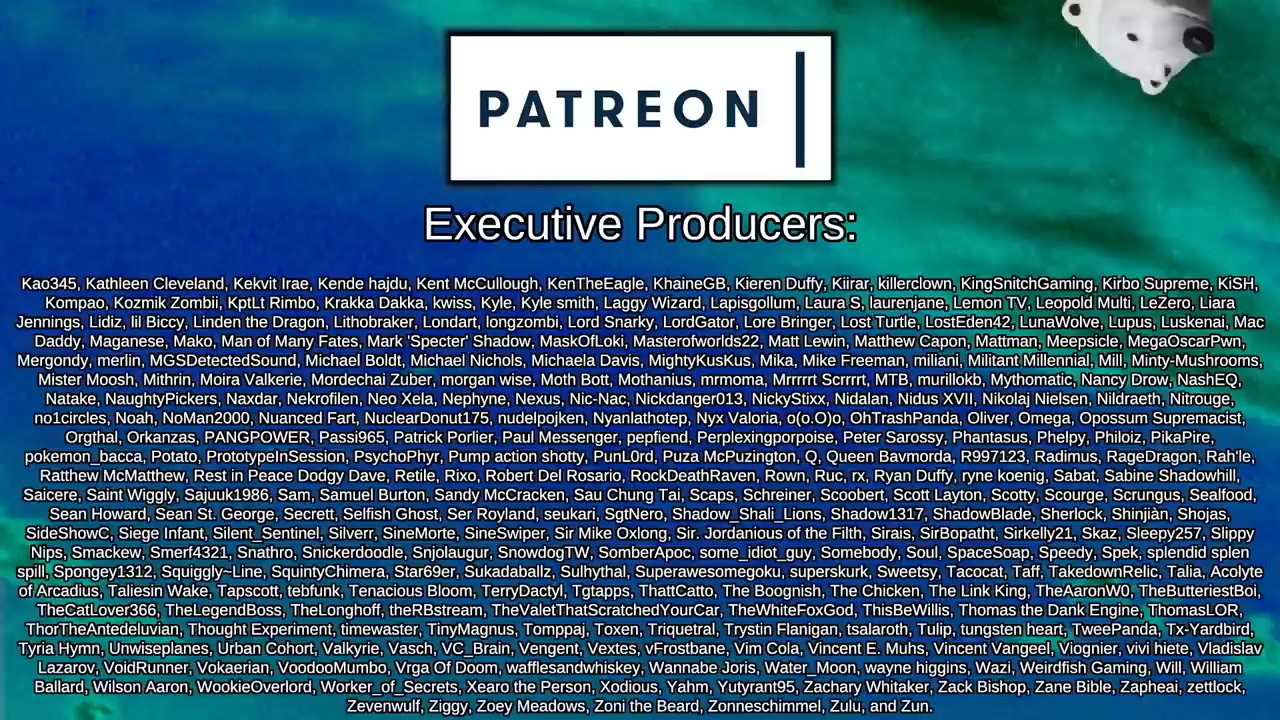 PATREON
Executive Producers:
Kao345, Kathleen Cleveland, Kekvit Irae, Kende hajdu, Kent McCullough, KenTheEagle, KhaineGB, Kieren Duffy, Kiirar, killerclown, KingSnitchGaming, Kirbo Supreme, KiSH,
Kompao, Kozmik Zombii, KptLt Rimbo, Krakka Dakka, kwiss, Kyle, Kyle smith, Laggy Wizard, Lapisgollum, Laura S, laurenjane, Lemon TV, Leopold Multi, LeZero, Liara
Jennings, Lidiz, lil Biccy, Linden the Dragon, Lithobraker, Londart, longzombi, Lord Snarky, LordGator, Lore Bringer, Lost Turtle, LostEden42, LunaWolve, Lupus, Luskenai, Mac
Daddy, Maganese, Mako, Man of Many Fates, Mark 'Specter' Shadow, MaskOfLoki, Masterofworlds22, Matt Lewin, Matthew Capon, Mattman, Meepsicle, MegaOscarPwn,
Mergondy, merlin, MGSDetectedSound, Michael Boldt, Michael Nichols, Michaela Davis, MightyKusKus, Mika, Mike Freeman, miliani, Militant Millennial, Mill, Minty-Mushrooms,
Mister Moosh, Mithrin, Moira Valkerie, Mordechai Zuber, morgan wise, Moth Bott, Mothanius, mrmoma, Mrrrrrt Scrrrrt, MTB, murillokb, Mythomatic, Nancy Drow, NashEQ,
Natake, NaughtyPickers, Naxdar, Nekrofilen, Neo Xela, Nephyne, Nexus, Nic-Nac, Nickdanger013, NickyStixx, Nidalan, Nidus XVII, Nikolaj Nielsen, Nildraeth, Nitrouge,
no1circles, Noah, NoMan2000, Nuanced Fart, NuclearDonut175, nudelpojken, Nyanlathotep, Nyx Valoria, o(o.O)o, OhTrashPanda, Oliver, Omega, Opossum Supremacist,
Orgthal, Orkanzas, PANGPOWER, Passi965, Patrick Porlier, Paul Messenger, pepfiend, Perplexingporpoise, Peter Sarossy, Phantasus, Phelpy, Philoiz, PikaPire,
pokemon_bacca, Potato, PrototypeInSession, PsychoPhyr, Pump action shotty, PunL0rd, Puza McPuzington, Q, Queen Bavmorda, R997123, Radimus, RageDragon, Rah'le,
Ratthew McMatthew, Rest in Peace Dodgy Dave, Retile, Rixo, Robert Del Rosario, RockDeathRaven, Rown, Ruc, rx, Ryan Duffy, ryne koenig, Sabat, Sabine Shadowhill,
Saicere, Saint Wiggly, Sajuuk1986, Sam, Samuel Burton, Sandy McCracken, Sau Chung Tai, Scaps, Schreiner, Scoobert, Scott Layton, Scotty, Scourge, Scrungus, Sealfood,
Sean Howard, Sean St. George, Secrett, Selfish Ghost, Ser Royland, seukari, SgtNero, Shadow_Shali_Lions, Shadow1317, ShadowBlade, Sherlock, Shinjiàn, Shojas,
SideShowC, Siege Infant, Silent_Sentinel, Silverr, SineMorte, SineSwiper, Sir Mike Oxlong, Sir. Jordanious of the Filth, Sirais, SirBopatht, Sirkelly21, Skaz, Sleepy257, Slippy
Nips, Smackew, Smerf4321, Snathro, Snickerdoodle, Snjolaugur, SnowdogTW, SomberApoc, some_idiot_guy, Somebody, Soul, SpaceSoap, Speedy, Spek, splendid splen
spill, Spongey1312, Squiggly~Line, SquintyChimera, Star69er, Sukadaballz, Sulhythal, Superawesomegoku, superskurk, Sweetsy, Tacocat, Taff, TakedownRelic, Talia, Acolyte
of Arcadius, Taliesin Wake, Tapscott, tebfunk, Tenacious Bloom, TerryDactyl, Tgtapps, ThattCatto, The Boognish, The Chicken, The Link King, TheAaronW0, TheButteriestBoi,
TheCatLover366, TheLegendBoss, TheLonghoff, theRBstream, TheValetThatScratchedYourCar, TheWhiteFoxGod, ThisBeWillis, Thomas the Dank Engine, ThomasLOR,
ThorTheAntedeluvian, Thought Experiment, timewaster, TinyMagnus, Tomppaj, Toxen, Triquetral, Trystin Flanigan, tsalaroth, Tulip, tungsten heart, TweePanda, Tx-Yardbird,
Tyria Hymn, Unwiseplanes, Urban Cohort, Valkyrie, Vasch, VC_Brain, Vengent, Vextes, vFrostbane, Vim Cola, Vincent E. Muhs, Vincent Vangeel, Viognier, vivi hiete, Vladislav
Lazarov, VoidRunner, Vokaerian, VoodooMumbo, Vrga Of Doom, wafflesandwhiskey, Wannabe Joris, Water_Moon, wayne higgins, Wazi, Weirdfish Gaming, Will, William
Ballard, Wilson Aaron, WookieOverlord, Worker_of_Secrets, Xearo the Person, Xodious, Yahm, Yutyrant95, Zachary Whitaker, Zack Bishop, Zane Bible, Zapheai, zettlock,
Zevenwulf, Ziggy, Zoey Meadows, Zoni the Beard, Zonneschimmel, Zulu, and Zun.